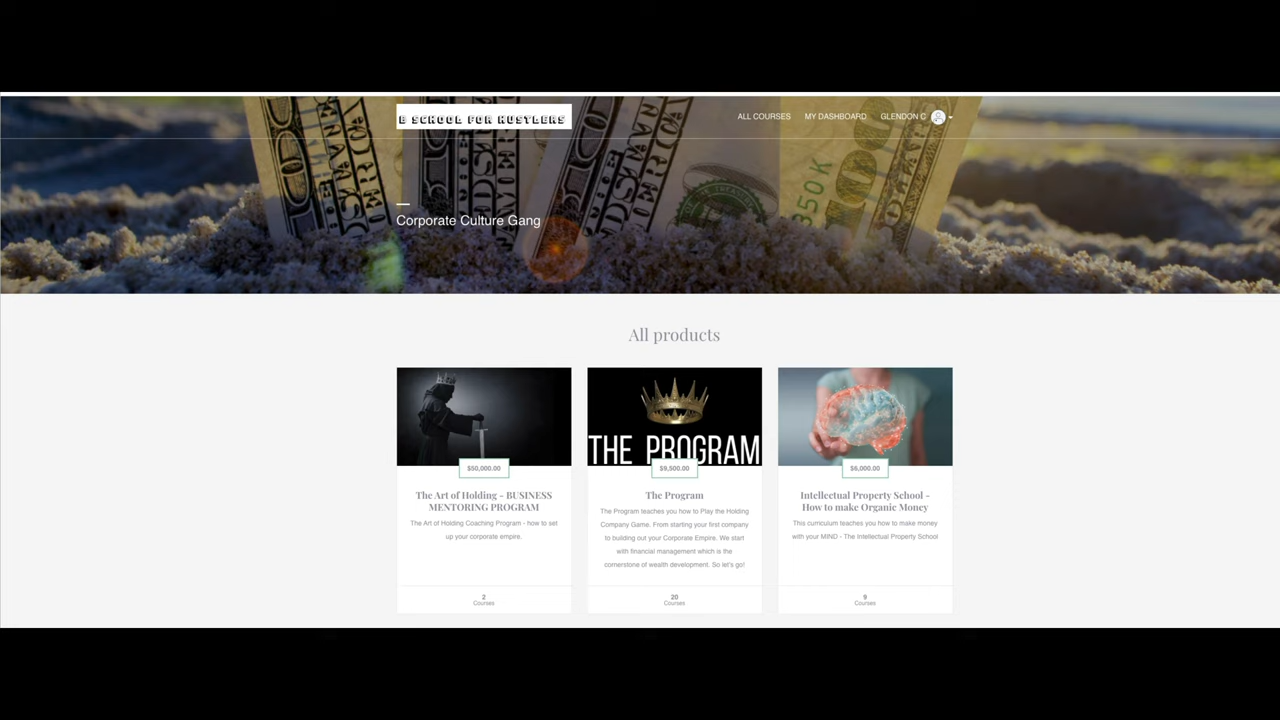 E SCHOOL FOR HUSTLERS
ALL COURSES MY DASHBOARD GLENDON C
Corporate Culture Gang
All products
THE PROGRAM
$50,000.00
$9,500.00
$6,000.00
The Art of Holding - BUSINESS
MENTORING PROGRAM
The Art of Holding Coaching Program - how to set
up your corporate empire.
2
Courses
The Program
The Program teaches you how to Play the Holding
Company Game. From starting your first company
to building out your Corporate Empire. We start
with financial management which is the
cornerstone of wealth development. So let's go!
20
Courses
Intellectual Property School -
How to make Organic Money
This curriculum teaches you how to make money
with your MIND - The Intellectual Property School
9
Courses